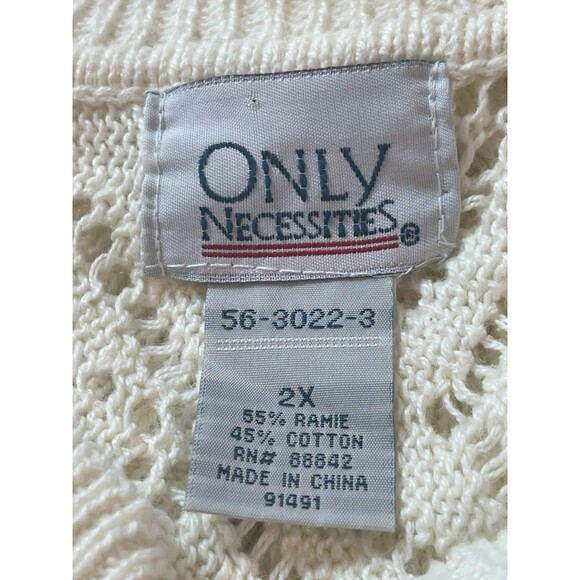 ONLY
NECESSITIES®
56-3022-3
2X
55% RAMIE
45% COTTON
RN# 88842
MADE IN CHINA
91491